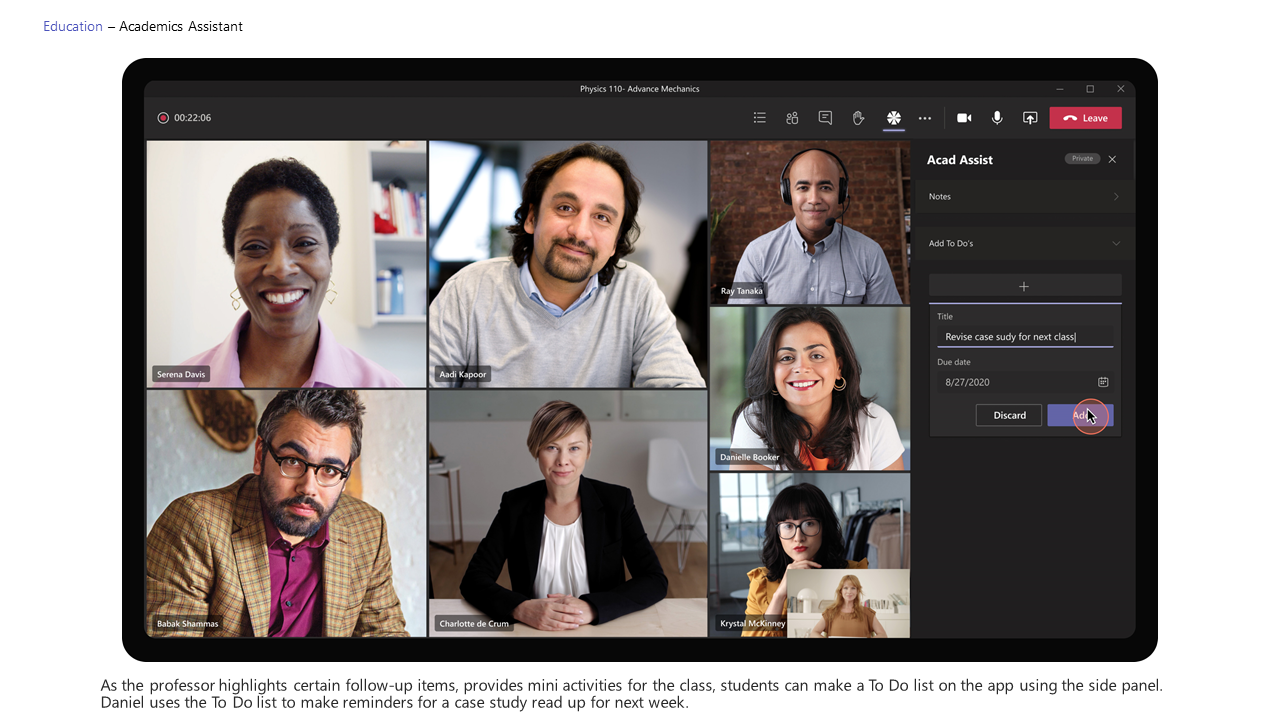 Education – Academics Assistant
Physics 110- Advance Mechanics
00:22:06
Leave
Serena Davis
Aadi Kapoor
Ray Tanaka
Danielle Booker
Babak Shammas
Charlotte de Crum
Krystal McKinney
Acad Assist
Private
Notes
Add To Do's
Title
Revise case sudy for next class
Due date
8/27/2020
Discard
Add
As the professor highlights certain follow-up items, provides mini activities for the class, students can make a To Do list on the app using the side panel.
Daniel uses the To Do list to make reminders for a case study read up for next week.